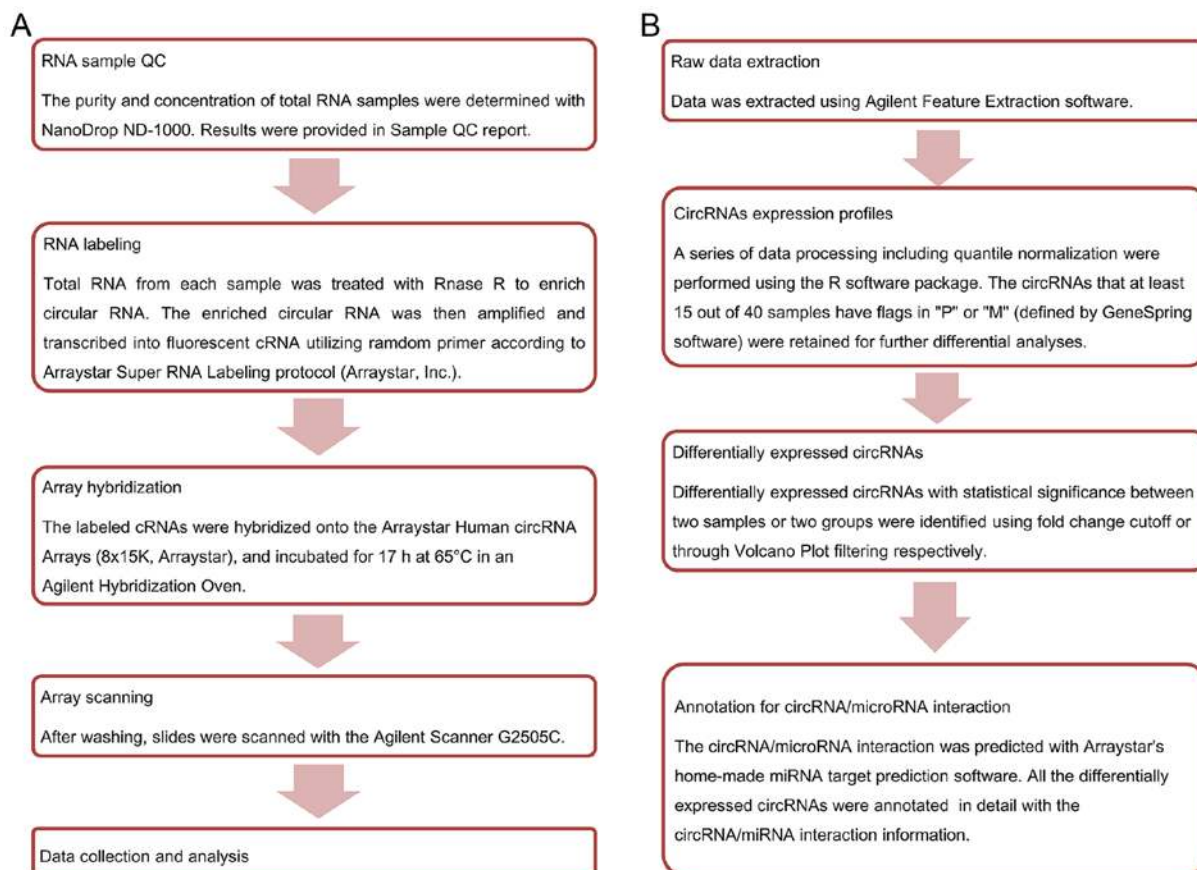 A
RNA sample QC
The purity and concentration of total RNA samples were determined with
NanoDrop ND-1000. Results were provided in Sample QC report.
RNA labeling
Total RNA from each sample was treated with Rnase R to enrich
circular RNA. The enriched circular RNA was then amplified and
transcribed into fluorescent cRNA utilizing ramdom primer according to
Arraystar Super RNA Labeling protocol (Arraystar, Inc.).
Array hybridization
The labeled cRNAs were hybridized onto the Arraystar Human circRNA
Arrays (8x15K, Arraystar), and incubated for 17 h at 65°C in an
Agilent Hybridization Oven.
Array scanning
After washing, slides were scanned with the Agilent Scanner G2505C.
Data collection and analysis
B
Raw data extraction
Data was extracted using Agilent Feature Extraction software.
CircRNAs expression profiles
A series of data processing including quantile normalization were
performed using the R software package. The circRNAs that at least
15 out of 40 samples have flags in "P" or "M" (defined by GeneSpring
software) were retained for further differential analyses.
Differentially expressed circRNAs
Differentially expressed circRNAs with statistical significance between
two samples or two groups were identified using fold change cutoff or
through Volcano Plot filtering respectively.
Annotation for circRNA/microRNA interaction
The circRNA/microRNA interaction was predicted with Arraystar's
home-made miRNA target prediction software. All the differentially
expressed circRNAs were annotated in detail with the
circRNA/miRNA interaction information.